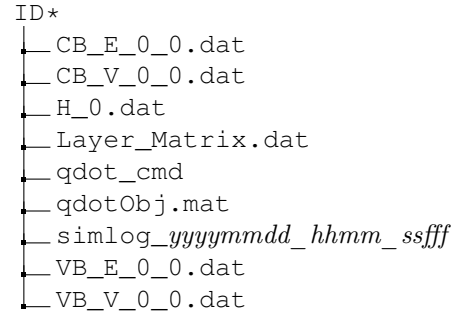 ID*
CB_E_0_0.dat
CB_V_0_0.dat
H_0.dat
Layer_Matrix.dat
qdot_cmd
qdotObj.mat
simlog_yyyymmdd_hhmm_ssfff
VB_E_0_0.dat
VB_V_0_0.dat